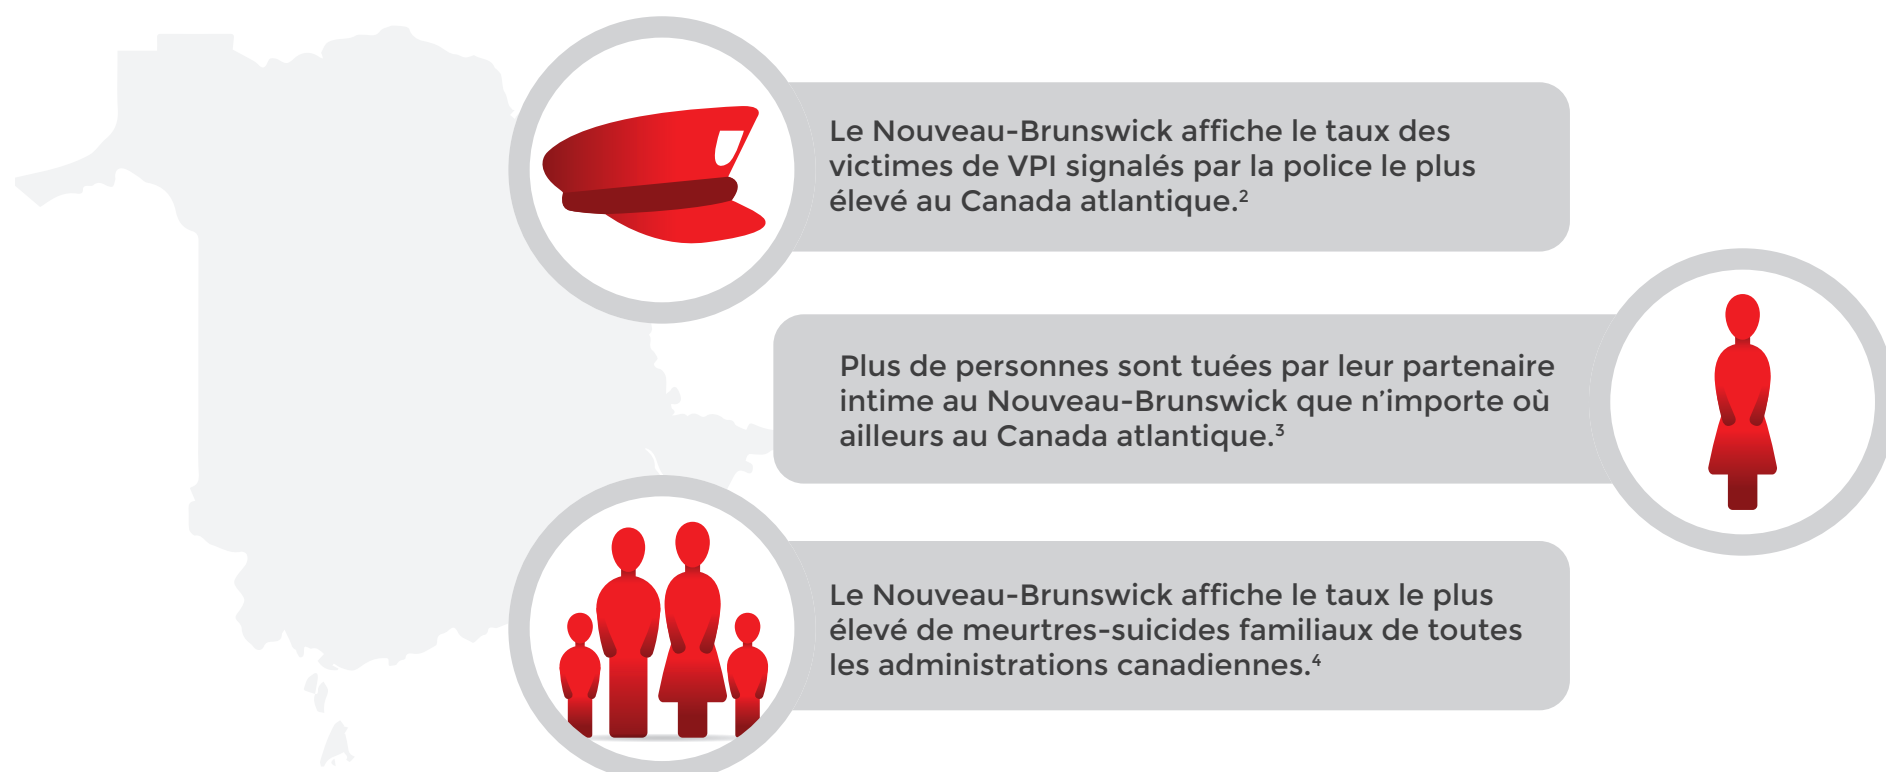 Le Nouveau-Brunswick affiche le taux des
victimes de VPI signalés par la police le plus
élevé au Canada atlantique.²
Plus de personnes sont tuées par leur partenaire
intime au Nouveau-Brunswick que n’importe où
ailleurs au Canada atlantique.³
Le Nouveau-Brunswick affiche le taux le plus
élevé de meurtres-suicides familiaux de toutes
les administrations canadiennes.⁴